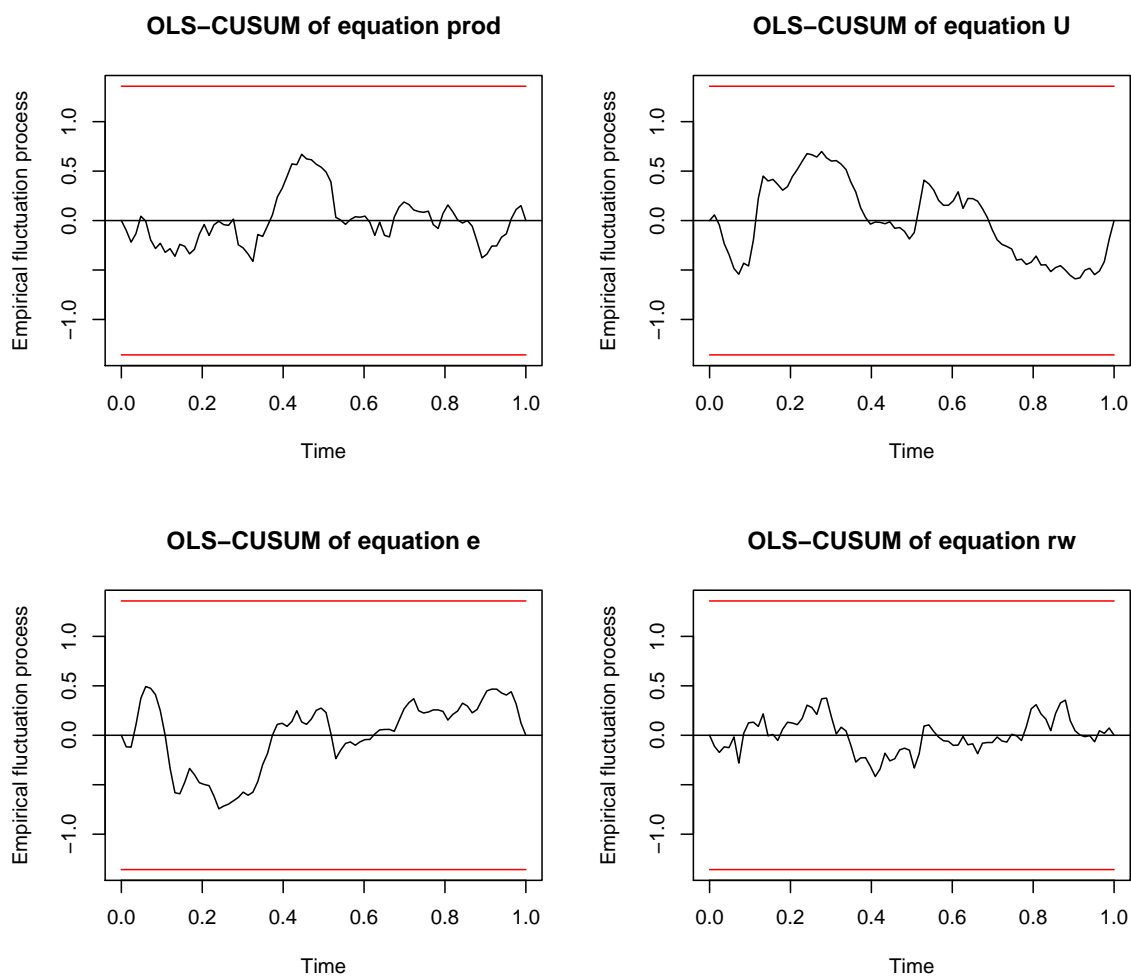 OLS−CUSUM of equation prod
Empirical fluctuation process
1.0
0.5
0.0
−1.0
0.0 0.2 0.4 0.6 0.8 1.0
Time
OLS−CUSUM of equation U
Empirical fluctuation process
1.0
0.5
0.0
−1.0
0.0 0.2 0.4 0.6 0.8 1.0
Time
OLS−CUSUM of equation e
Empirical fluctuation process
1.0
0.5
0.0
−1.0
0.0 0.2 0.4 0.6 0.8 1.0
Time
OLS−CUSUM of equation rw
Empirical fluctuation process
1.0
0.5
0.0
−1.0
0.0 0.2 0.4 0.6 0.8 1.0
Time